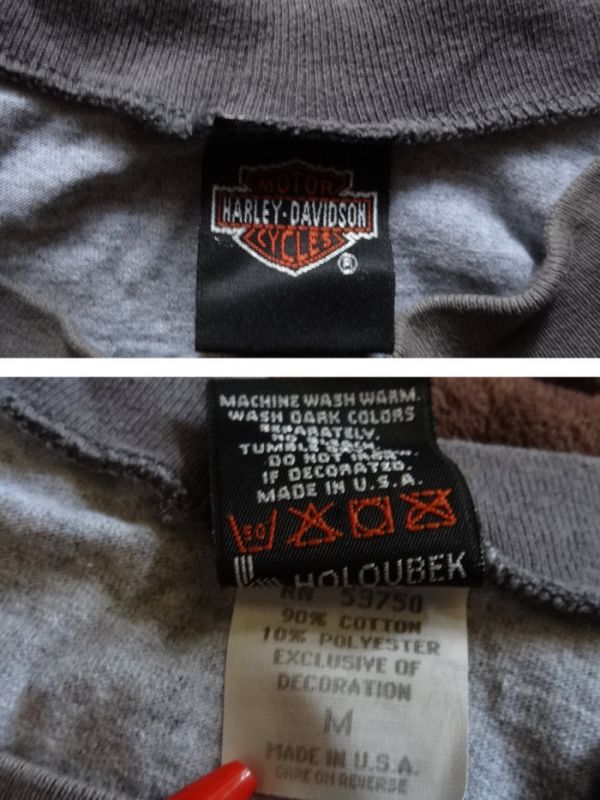 MOTOR
HARLEY-DAVIDSON
CYCLES
®
MACHINE WASH WARM.
WASH DARK COLORS
SEPARATELY.
DO NOT
IF DECORATED.
MADE IN U.S.A.
50
HOLOUBEK
RN 53750
90% COTTON
10% POLYESTER
EXCLUSIVE OF
DECORATION
M
MADE IN U.S.A.
CARE ON REVERSE